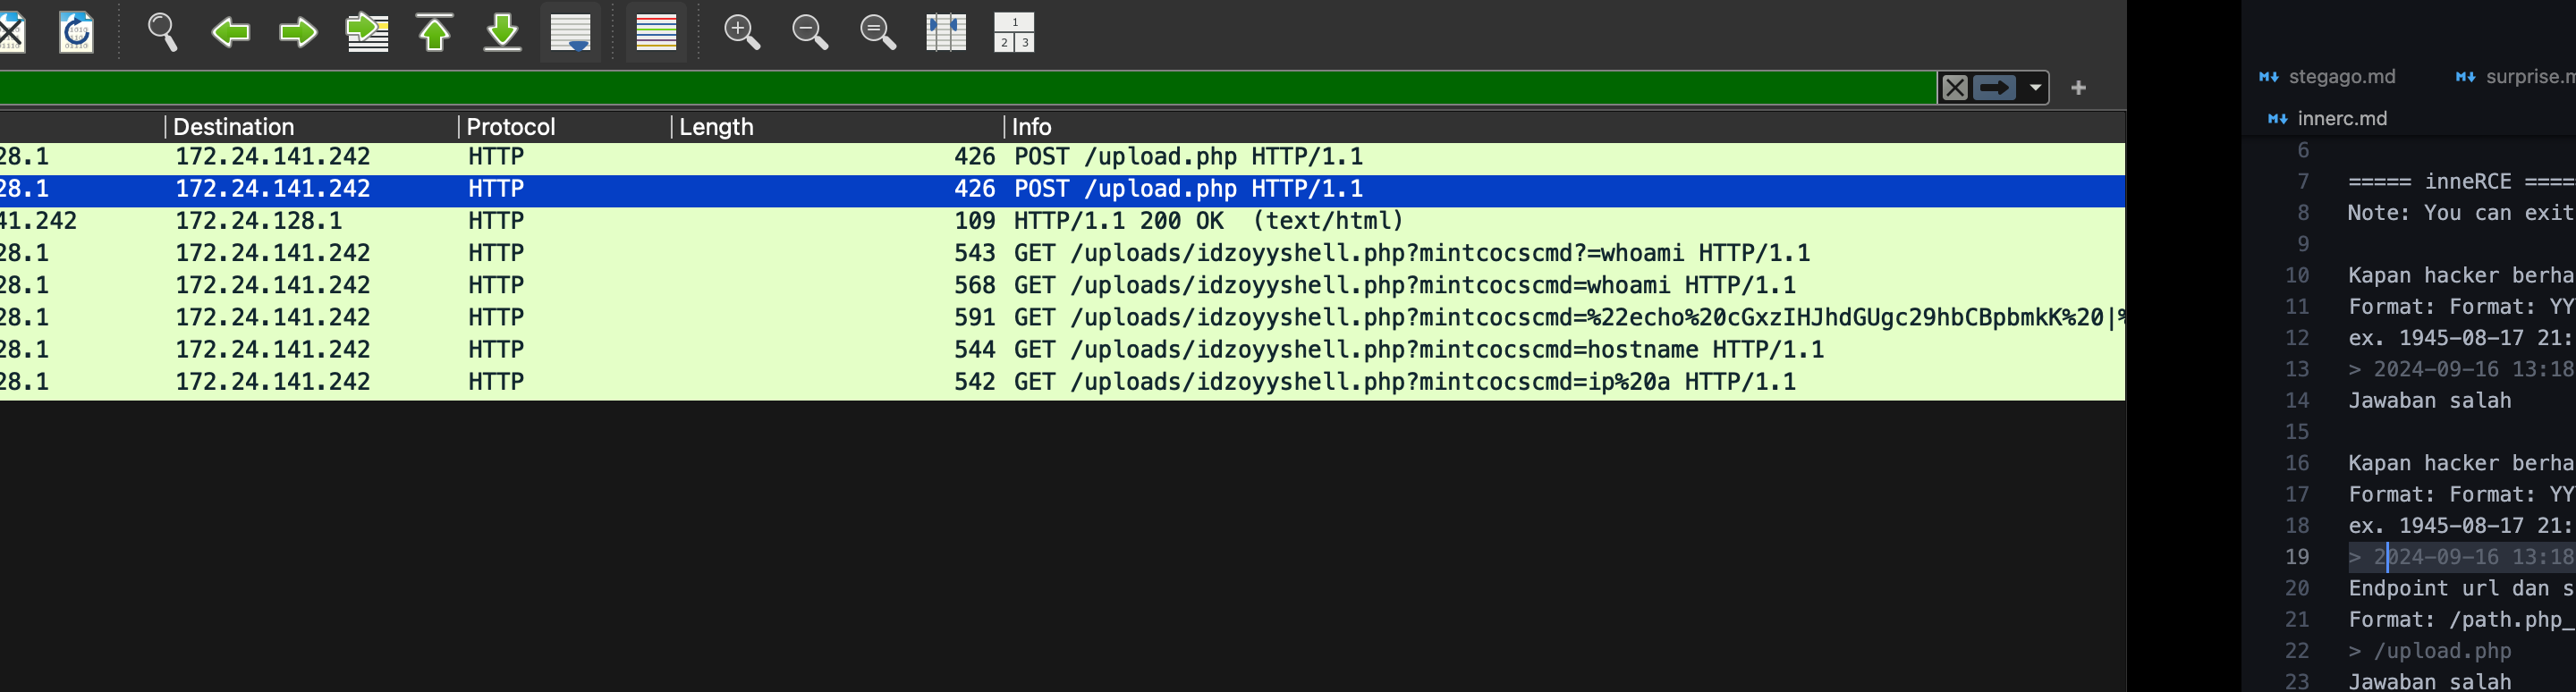 1
2 3
Destination Protocol Length Info
28.1 172.24.141.242 HTTP 426 POST /upload.php HTTP/1.1
28.1 172.24.141.242 HTTP 426 POST /upload.php HTTP/1.1
41.242 172.24.128.1 HTTP 109 HTTP/1.1 200 OK (text/html)
28.1 172.24.141.242 HTTP 543 GET /uploads/idzoyyshell.php?mintcocscmd?=whoami HTTP/1.1
28.1 172.24.141.242 HTTP 568 GET /uploads/idzoyyshell.php?mintcocscmd=whoami HTTP/1.1
28.1 172.24.141.242 HTTP 591 GET /uploads/idzoyyshell.php?mintcocscmd=%22echo%20cGxzIHJhdGUgc29hbCBpbmkK%20|%
28.1 172.24.141.242 HTTP 544 GET /uploads/idzoyyshell.php?mintcocscmd=hostname HTTP/1.1
28.1 172.24.141.242 HTTP 542 GET /uploads/idzoyyshell.php?mintcocscmd=ip%20a HTTP/1.1
stegago.md surprise.m
innerc.md
6
7 ===== inneRCE ====
8 Note: You can exit
9
10 Kapan hacker berha
11 Format: Format: YY
12 ex. 1945-08-17 21:
13 > 2024-09-16 13:18
14 Jawaban salah
15
16 Kapan hacker berha
17 Format: Format: YY
18 ex. 1945-08-17 21:
19 > 2024-09-16 13:18
20 Endpoint url dan s
21 Format: /path.php_
22 > /upload.php
23 Jawaban salah